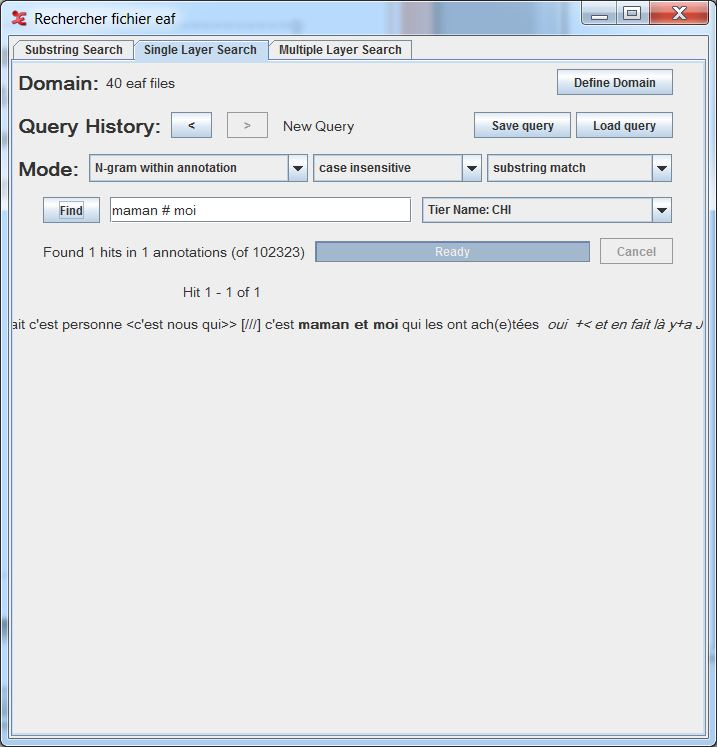 Rechercher fichier eaf
Substring Search Single Layer Search Multiple Layer Search
Domain: 40 eaf files Define Domain
Query History: < > New Query Save query Load query
Mode: N-gram within annotation case insensitive substring match
Find maman # moi Tier Name: CHI
Found 1 hits in 1 annotations (of 102323) Ready Cancel
Hit 1 - 1 of 1
ait c'est personne <c'est nous qui>> [///] c'est maman et moi qui les ont ach(e)tées oui +< et en fait là y+a J